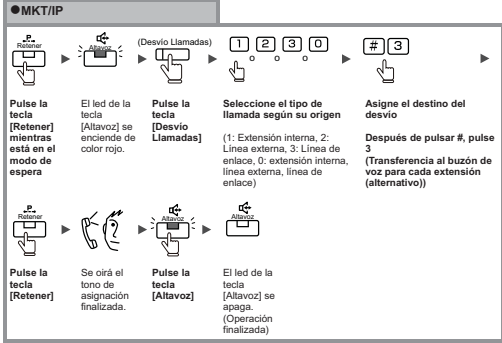 ●MKT/IP
Retener
Altavoz
(Desvío Llamadas)
1 2 3 0
o o o
# 3
Pulse la
tecla
[Retener]
mientras
está en el
modo de
espera
El led de la
tecla
[Altavoz] se
enciende de
color rojo.
Pulse la
tecla
[Desvío
Llamadas]
Seleccione el tipo de
llamada según su origen
(1: Extensión interna, 2:
Línea externa, 3: Línea de
enlace, 0: extensión interna,
línea externa, línea de
enlace)
Asigne el destino del
desvío
Después de pulsar #, pulse
3
(Transferencia al buzón de
voz para cada extensión
(alternativo))
Retener
Altavoz
Altavoz
Pulse la
tecla
[Retener]
Se oirá el
tono de
asignación
finalizada.
Pulse la
tecla
[Altavoz]
El led de la
tecla
[Altavoz] se
apaga.
(Operación
finalizada)